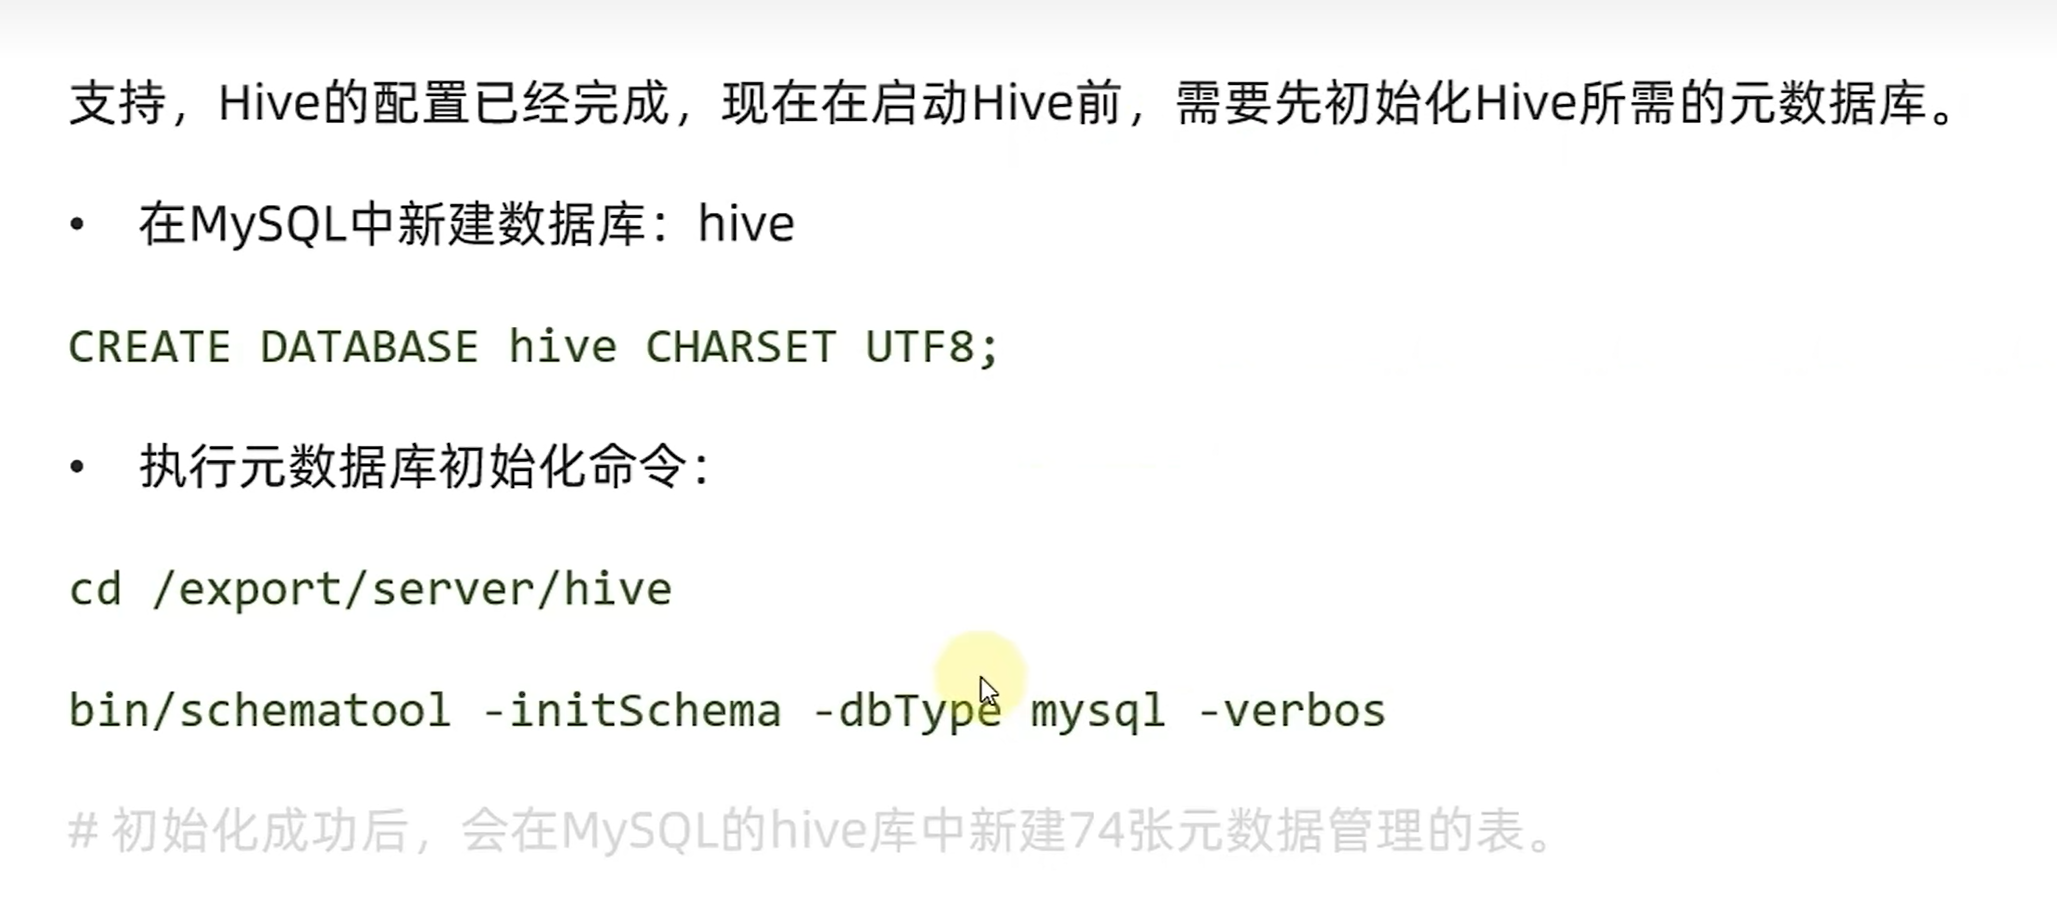 支持，Hive的配置已经完成，现在在启动Hive前，需要先初始化Hive所需的元数据库。
• 在MySQL中新建数据库：hive
CREATE DATABASE hive CHARSET UTF8;
• 执行元数据库初始化命令：
cd /export/server/hive
bin/schematool -initSchema -dbType mysql -verbos
# 初始化成功后，会在MySQL的hive库中新建74张元数据管理的表。